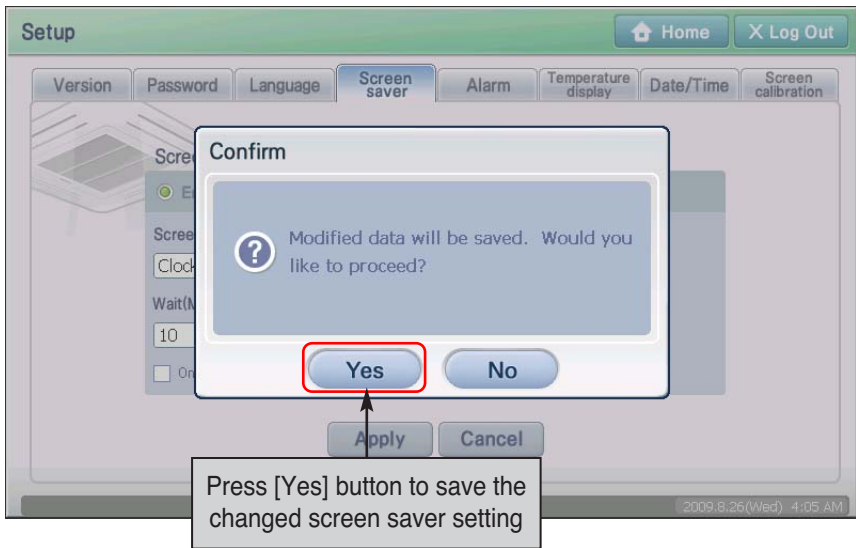 Setup
Home
X Log Out
Version
Password
Language
Screen
saver
Alarm
Temperature
display
Date/Time
Screen
calibration
Confirm
Modified data will be saved. Would you
like to proceed?
Wait(M
10
Yes
No
Apply
Cancel
Press [Yes] button to save the
changed screen saver setting
2009.8.26(Wed) 4:05 AM